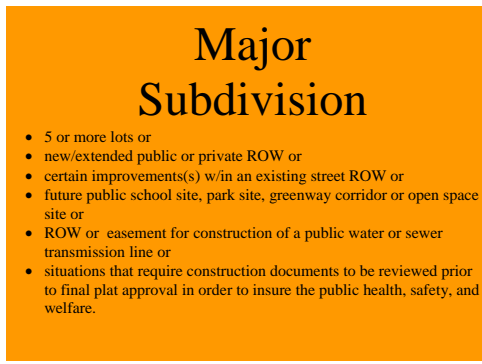 Major
Subdivision
• 5 or more lots or
• new/extended public or private ROW or
• certain improvements(s) w/in an existing street ROW or
• future public school site, park site, greenway corridor or open space
site or
• ROW or easement for construction of a public water or sewer
transmission line or
• situations that require construction documents to be reviewed prior
to final plat approval in order to insure the public health, safety, and
welfare.